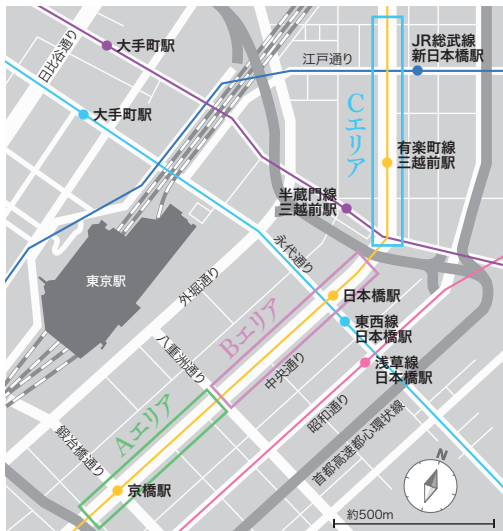 大手町駅
日比谷通り
大手町駅
江戸通り
JR総武線
新日本橋駅
Cエリア
有楽町線
三越前駅
半蔵門線
三越前駅
東京駅
永代通り
外堀通り
日本橋駅
Bエリア
東西線
日本橋駅
八重洲通り
中央通り
浅草線
日本橋駅
Aエリア
昭和通り
首都高速都心環状線
鍛冶橋通り
京橋駅
N
約500m